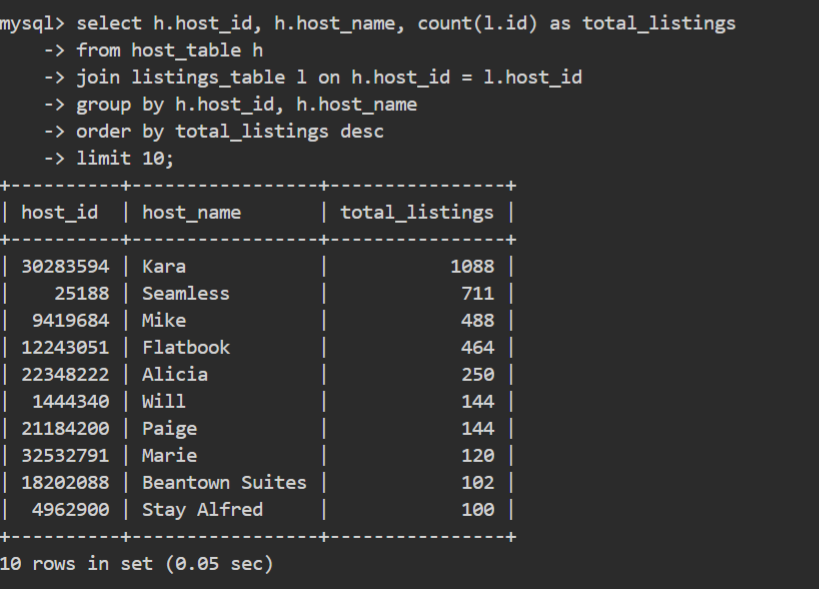 mysql> select h.host_id, h.host_name, count(l.id) as total_listings
    -> from host_table h
    -> join listings_table l on h.host_id = l.host_id
    -> group by h.host_id, h.host_name
    -> order by total_listings desc
    -> limit 10;
+----------+-----------------+----------------+
| host_id  | host_name       | total_listings |
+----------+-----------------+----------------+
| 30283594 | Kara            |           1088 |
|    25188 | Seamless        |            711 |
|  9419684 | Mike            |            488 |
| 12243051 | Flatbook        |            464 |
| 22348222 | Alicia          |            250 |
|  1444340 | Will            |            144 |
| 21184200 | Paige           |            144 |
| 32532791 | Marie           |            120 |
| 18202088 | Beantown Suites |            102 |
|  4962900 | Stay Alfred     |            100 |
+----------+-----------------+----------------+
10 rows in set (0.05 sec)